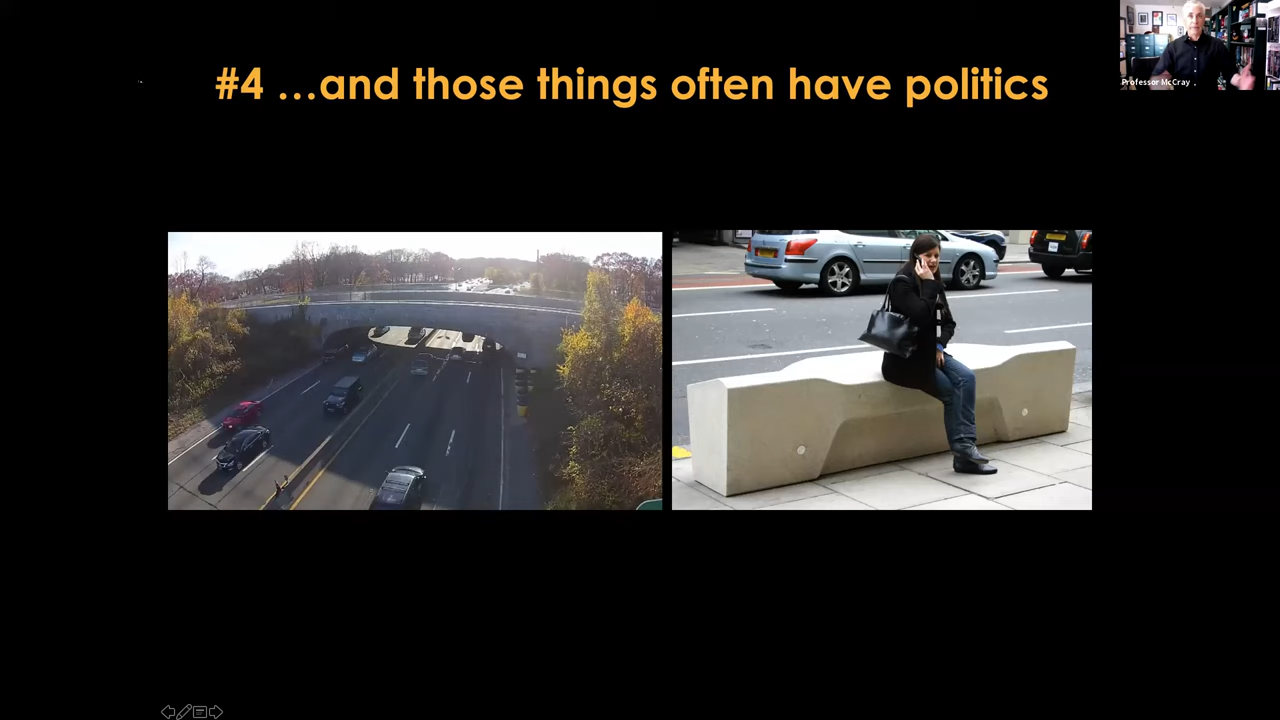 #4 …and those things often have politics
Professor McCray